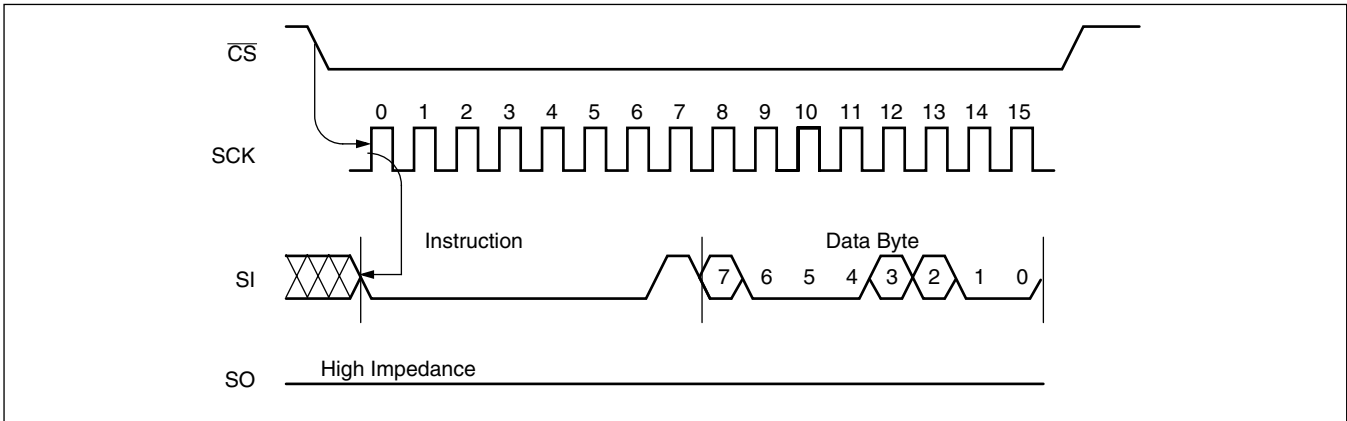 CS
0 1 2 3 4 5 6 7 8 9 10 11 12 13 14 15
SCK
Instruction
Data Byte
SI
7 6 5 4 3 2 1 0
High Impedance
SO